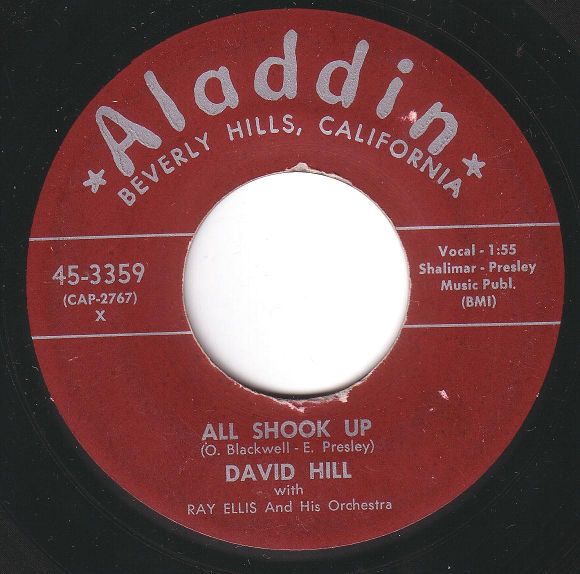 Aladdin
BEVERLY HILLS, CALIFORNIA
45-3359
(CAP-2767)
X
Vocal - 1:55
Shalimar - Presley
Music Publ.
(BMI)
ALL SHOOK UP
(O. Blackwell - E. Presley)
DAVID HILL
with
RAY ELLIS And His Orchestra